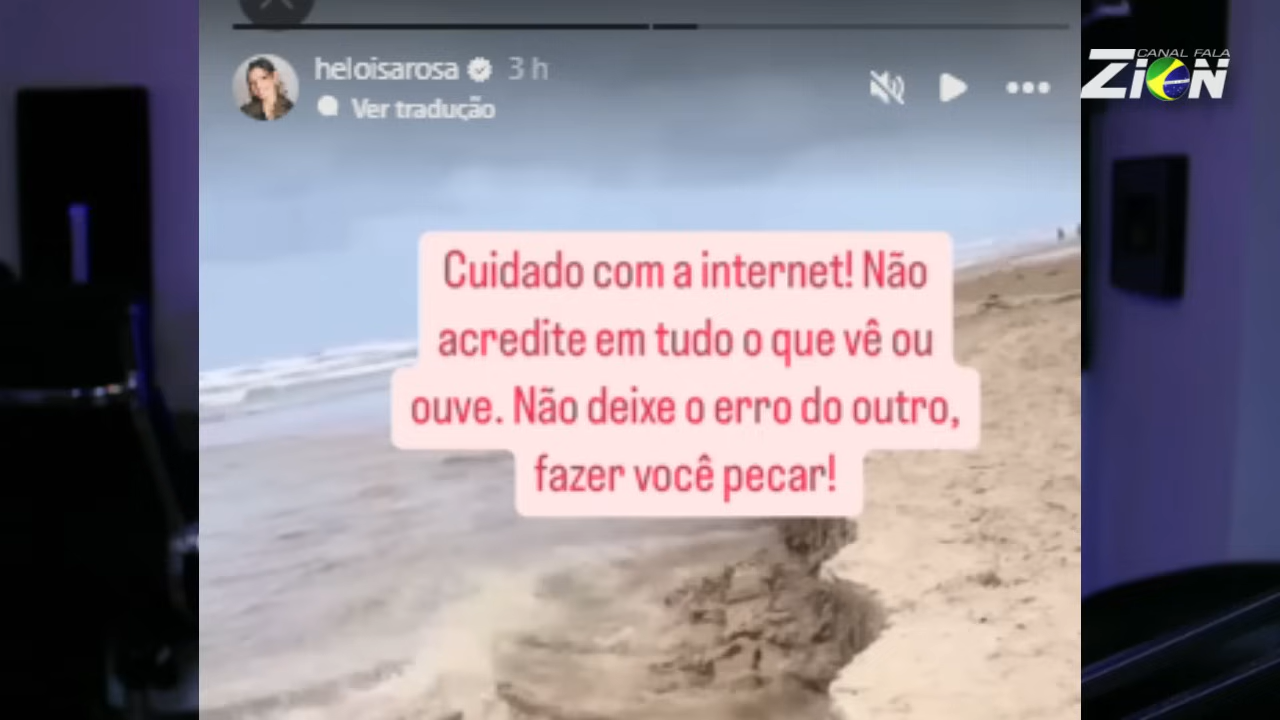 heloisarosa 3 h
Ver tradução
CANAL FALA
ZION
Cuidado com a internet! Não
acredite em tudo o que vê ou
ouve. Não deixe o erro do outro,
fazer você pecar!